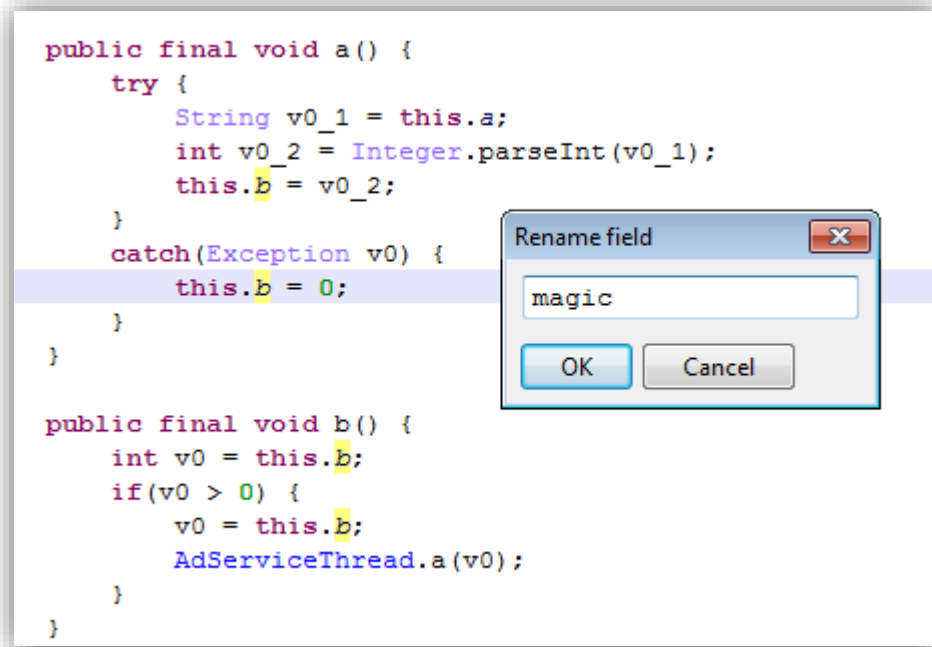 public final void a() {
    try {
        String v0_1 = this.a;
        int v0_2 = Integer.parseInt(v0_1);
        this.b = v0_2;
    }
    catch(Exception v0) {
        this.b = 0;
    }
}
Rename field
magic
OK Cancel
public final void b() {
    int v0 = this.b;
    if(v0 > 0) {
        v0 = this.b;
        AdServiceThread.a(v0);
    }
}